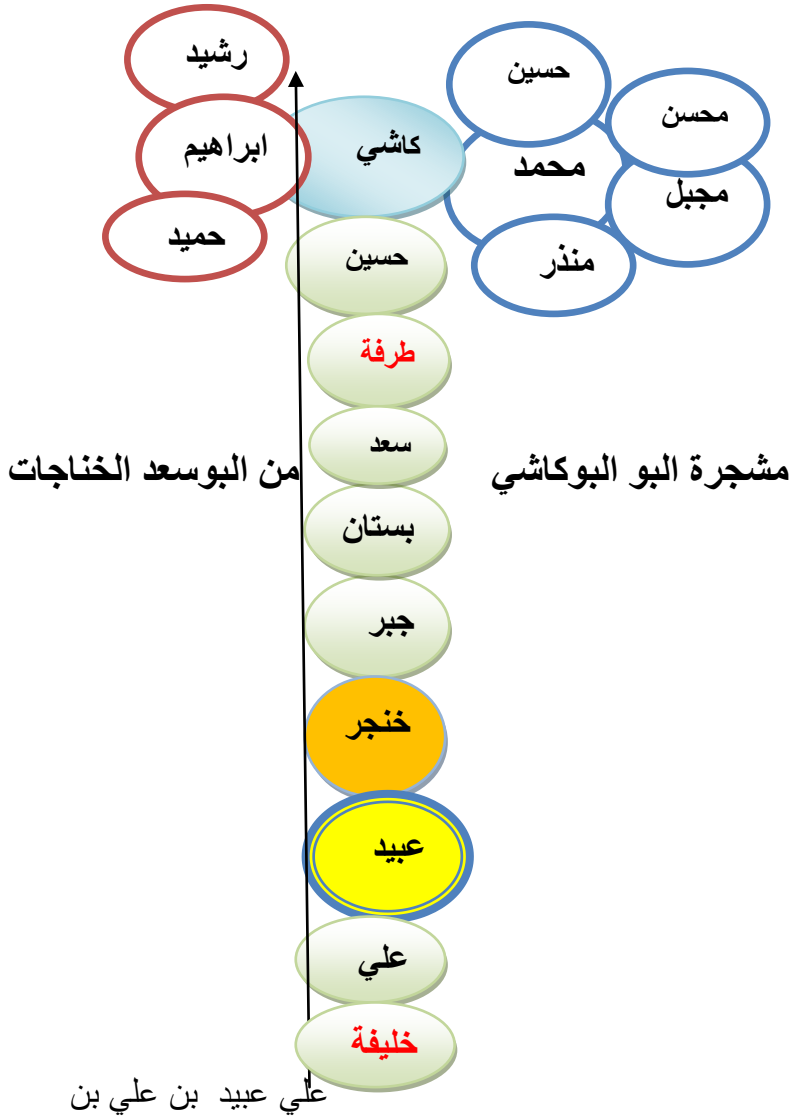 رشيد
حسين
محسن
ابراهيم
كاشي
محمد
مجبل
حميد
حسين
منذر
طرفة
سعد
مشجرة البو البوكاشي
من البوسعد الخناجات
بستان
جبر
خنجر
عبيد
علي
خليفة
علي عبيد بن علي بن